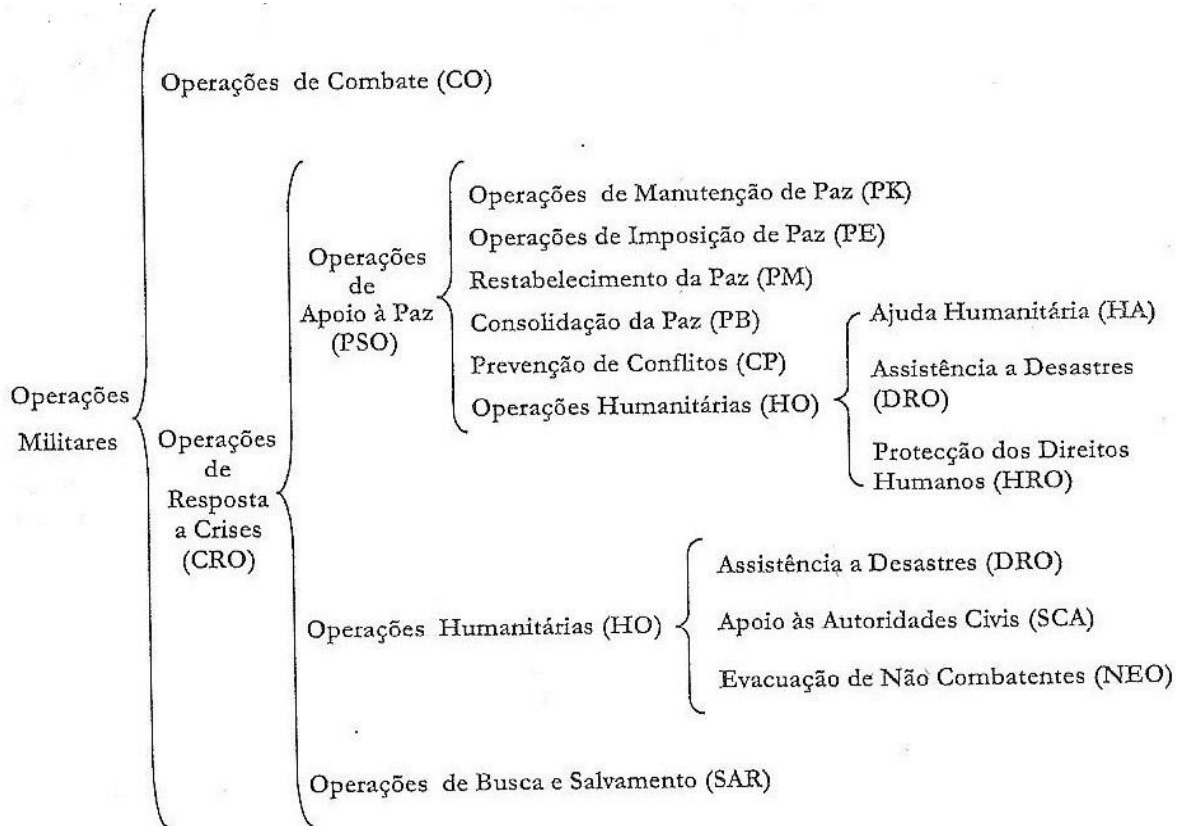 Operações de Combate (CO)
Operações de Manutenção de Paz (PK)
Operações de Imposição de Paz (PE)
Operações
de
Apoio à Paz
(PSO)
Restabelecimento da Paz (PM)
Consolidação da Paz (PB)
Prevenção de Conflitos (CP)
Operações Humanitárias (HO)
Ajuda Humanitária (HA)
Assistência a Desastres
(DRO)
Protecção dos Direitos
Humanos (HRO)
Operações
Militares
Operações
de
Resposta
a Crises
(CRO)
Operações Humanitárias (HO)
Assistência a Desastres (DRO)
Apoio às Autoridades Civis (SCA)
Evacuação de Não Combatentes (NEO)
Operações de Busca e Salvamento (SAR)